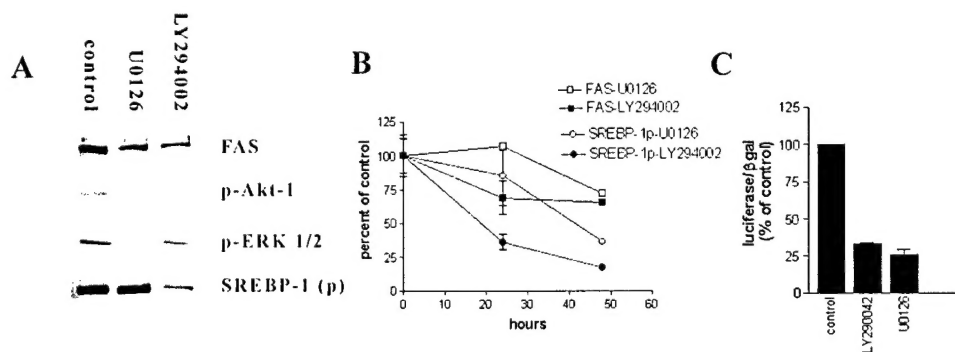 A
control
U0126
LY294002
FAS
p-Akt-1
p-ERK 1/2
SREBP-1 (p)
B
FAS-U0126
FAS-LY294002
SREBP-1p-U0126
SREBP-1p-LY294002
percent of control
125
100
75
50
25
0
0 10 20 30 40 50 60
hours
C
luciferase/βgal
(% of control)
125
100
75
50
25
0
control
LY290042
U0126